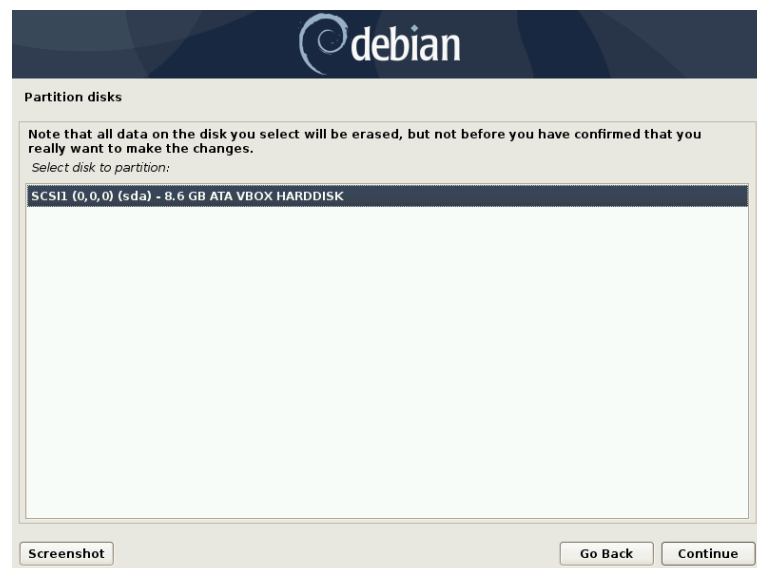 debian
Partition disks
Note that all data on the disk you select will be erased, but not before you have confirmed that you
really want to make the changes.
Select disk to partition:
SCSI1 (0,0,0) (sda) - 8.6 GB ATA VBOX HARDDISK
Screenshot
Go Back
Continue